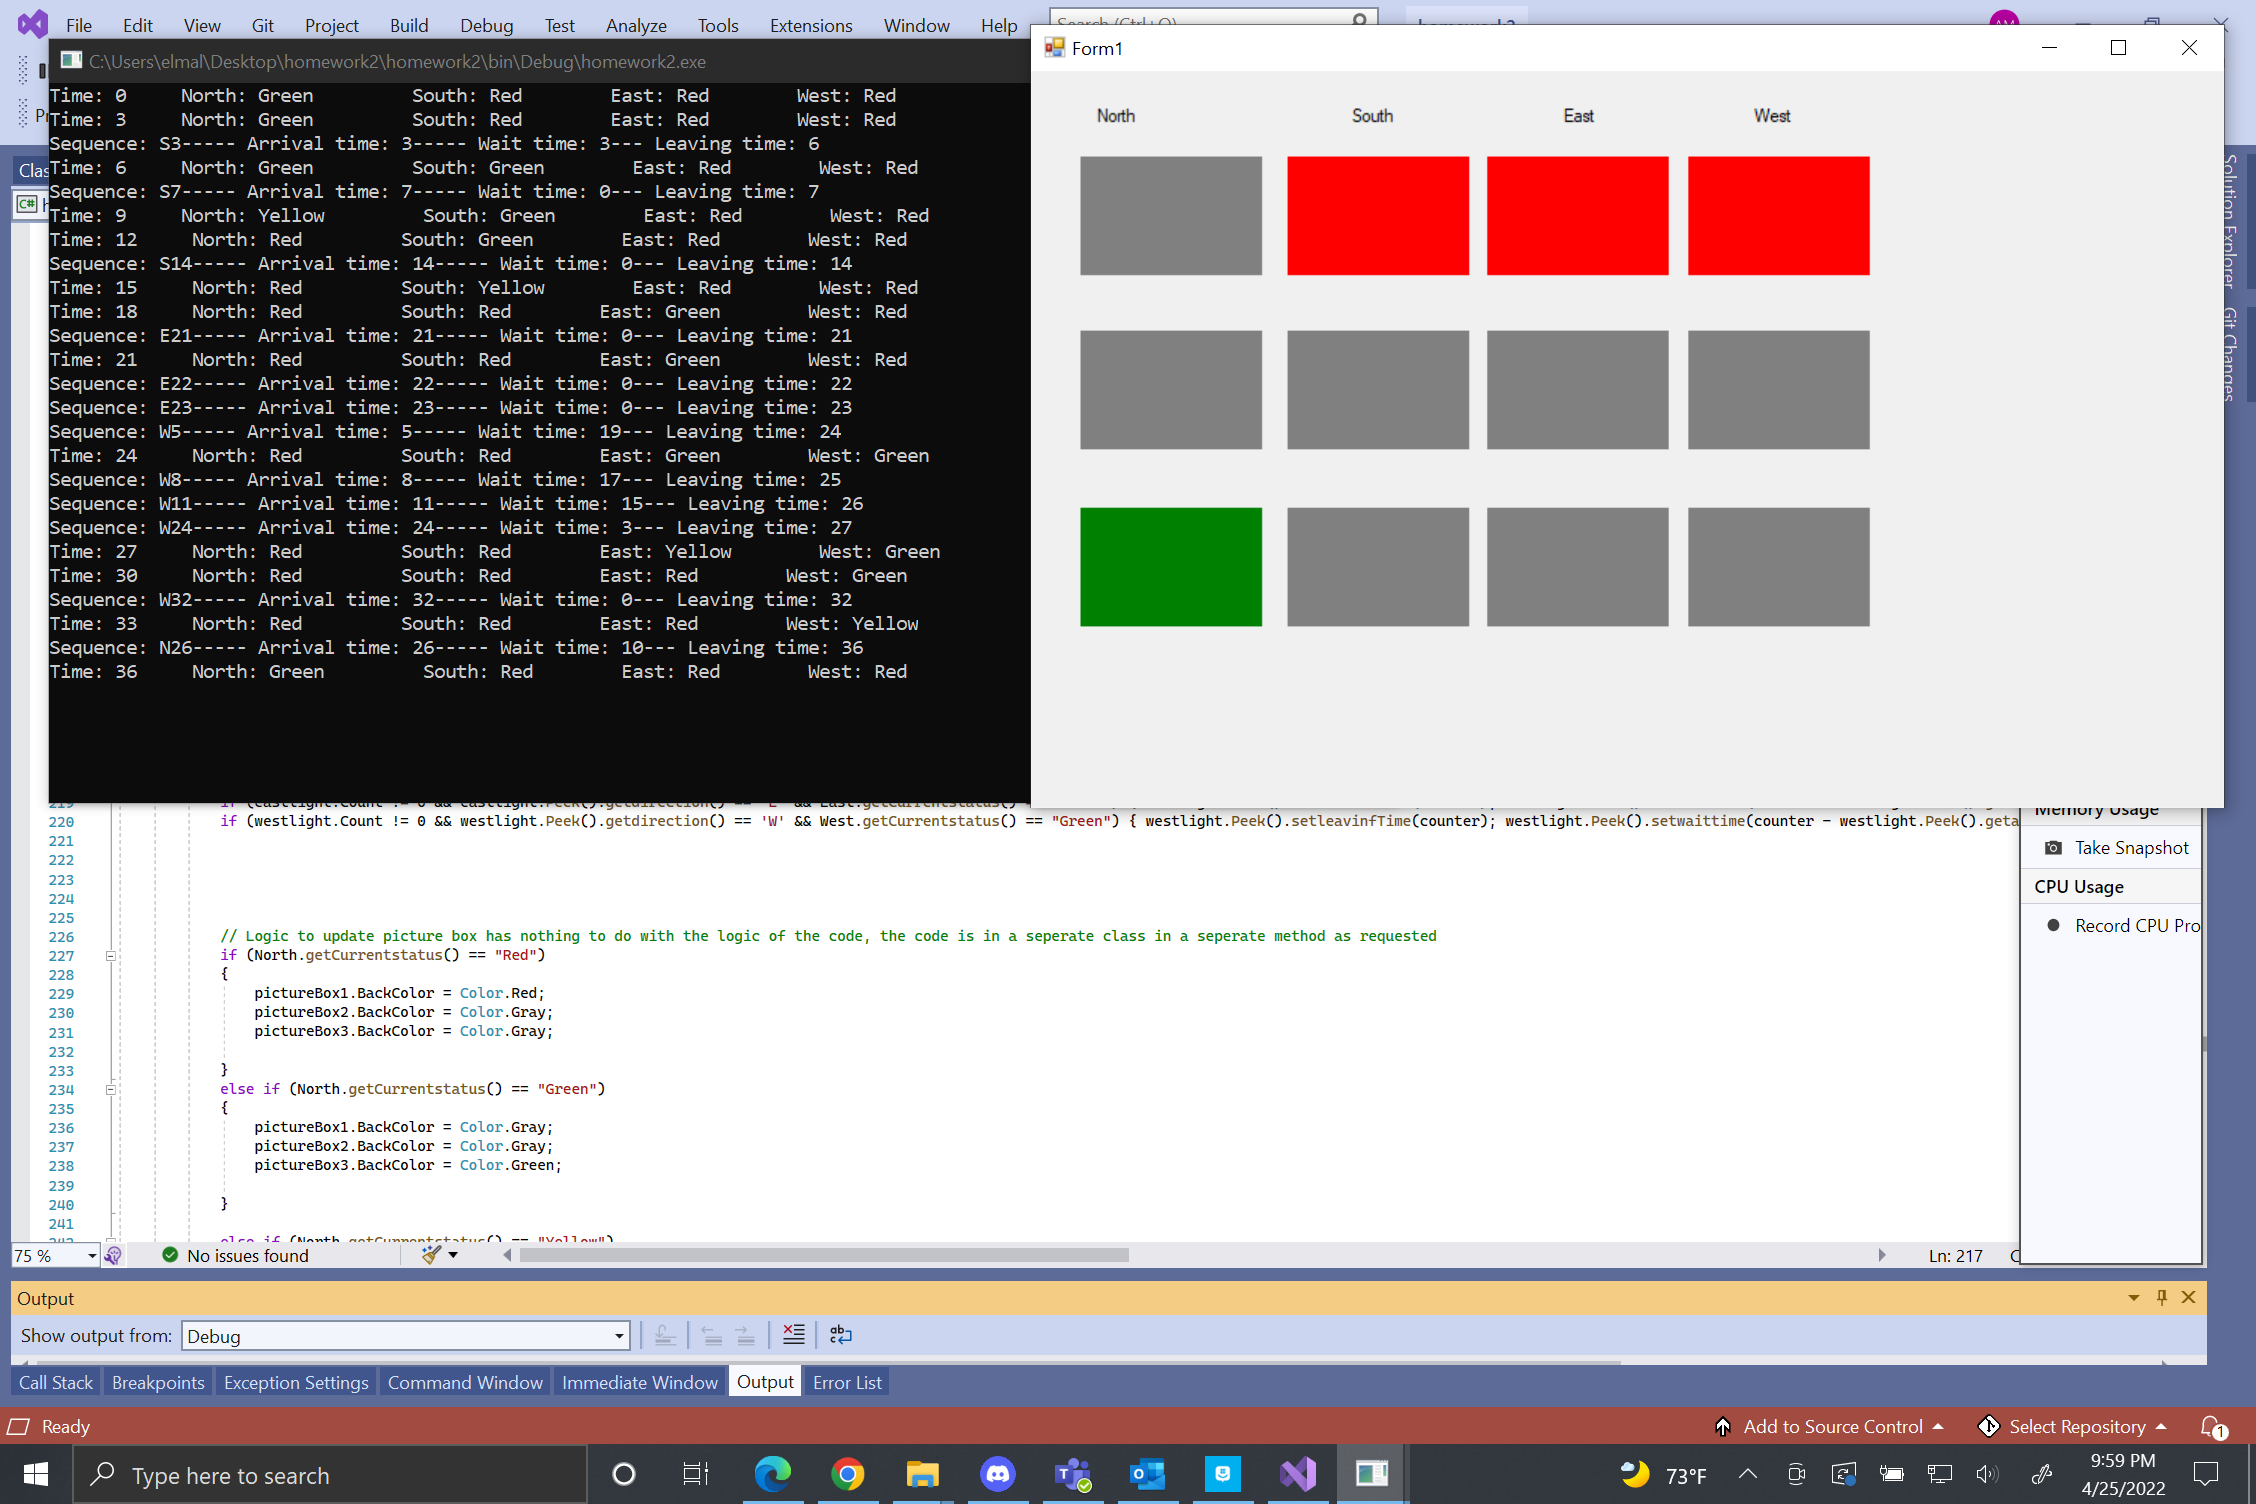 File Edit View Git Project Build Debug Test Analyze Tools Extensions Window Help
C:\Users\elmal\Desktop\homework2\homework2\bin\Debug\homework2.exe
Time: 0 North: Green South: Red East: Red West: Red
Time: 3 North: Green South: Red East: Red West: Red
Sequence: S3----- Arrival time: 3----- Wait time: 3--- Leaving time: 6
Time: 6 North: Green South: Green East: Red West: Red
Sequence: S7----- Arrival time: 7----- Wait time: 0--- Leaving time: 7
Time: 9 North: Yellow South: Green East: Red West: Red
Time: 12 North: Red South: Green East: Red West: Red
Sequence: S14----- Arrival time: 14----- Wait time: 0--- Leaving time: 14
Time: 15 North: Red South: Yellow East: Red West: Red
Time: 18 North: Red South: Red East: Green West: Red
Sequence: E21----- Arrival time: 21----- Wait time: 0--- Leaving time: 21
Time: 21 North: Red South: Red East: Green West: Red
Sequence: E22----- Arrival time: 22----- Wait time: 0--- Leaving time: 22
Sequence: E23----- Arrival time: 23----- Wait time: 0--- Leaving time: 23
Sequence: W5----- Arrival time: 5----- Wait time: 19--- Leaving time: 24
Time: 24 North: Red South: Red East: Green West: Green
Sequence: W8----- Arrival time: 8----- Wait time: 17--- Leaving time: 25
Sequence: W11----- Arrival time: 11----- Wait time: 15--- Leaving time: 26
Sequence: W24----- Arrival time: 24----- Wait time: 3--- Leaving time: 27
Time: 27 North: Red South: Red East: Yellow West: Green
Time: 30 North: Red South: Red East: Red West: Green
Sequence: W32----- Arrival time: 32----- Wait time: 0--- Leaving time: 32
Time: 33 North: Red South: Red East: Red West: Yellow
Sequence: N26----- Arrival time: 26----- Wait time: 10--- Leaving time: 36
Time: 36 North: Green South: Red East: Red West: Red
Form1
North South East West
Solution Explorer
Git Changes
220 if (westlight.Count != 0 && westlight.Peek().getdirection() == 'W' && West.getCurrentstatus() == "Green") { westlight.Peek().setleavinfTime(counter); westlight.Peek().setwaittime(counter - westlight.Peek().geta
221
222
223
224
225
226 // Logic to update picture box has nothing to do with the logic of the code, the code is in a seperate class in a seperate method as requested
227 if (North.getCurrentstatus() == "Red")
228 {
229 pictureBox1.BackColor = Color.Red;
230 pictureBox2.BackColor = Color.Gray;
231 pictureBox3.BackColor = Color.Gray;
232
233 }
234 else if (North.getCurrentstatus() == "Green")
235 {
236 pictureBox1.BackColor = Color.Gray;
237 pictureBox2.BackColor = Color.Gray;
238 pictureBox3.BackColor = Color.Green;
239
240 }
241
else if (North.getCurrentstatus() == "Yellow")
Memory Usage
Take Snapshot
CPU Usage
Record CPU Pro
75 % No issues found Ln: 217
Output
Show output from: Debug
Call Stack Breakpoints Exception Settings Command Window Immediate Window Output Error List
Ready Add to Source Control Select Repository 1
Type here to search 73°F 9:59 PM
4/25/2022